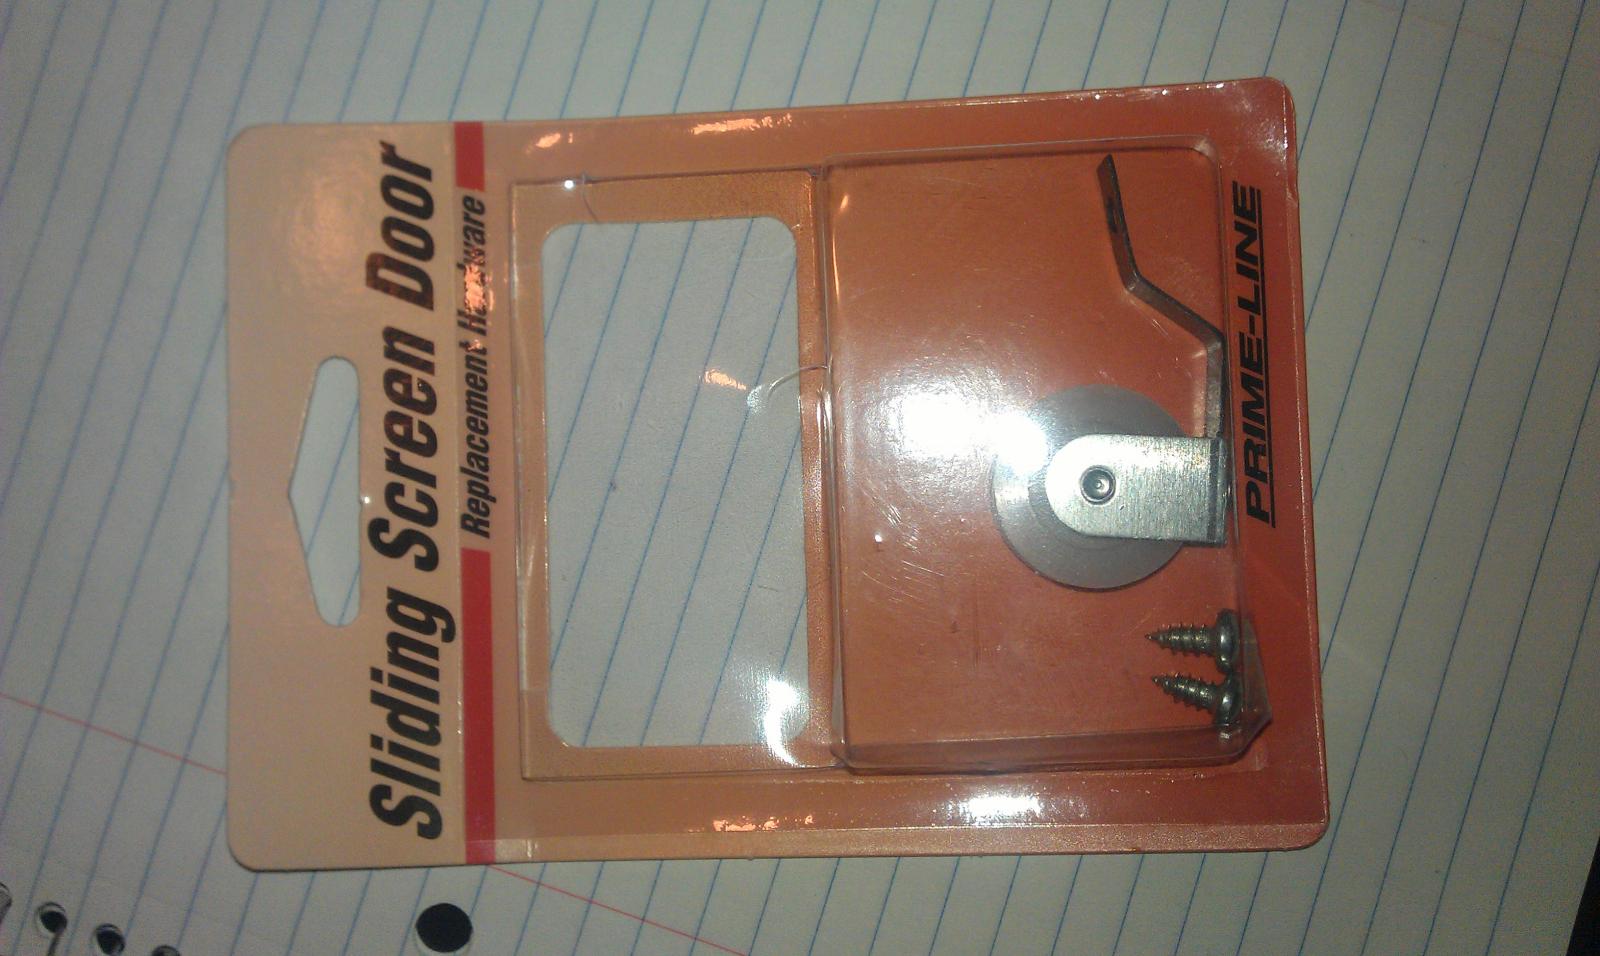 Sliding Screen Door
Replacement Hardware
PRIME-LINE